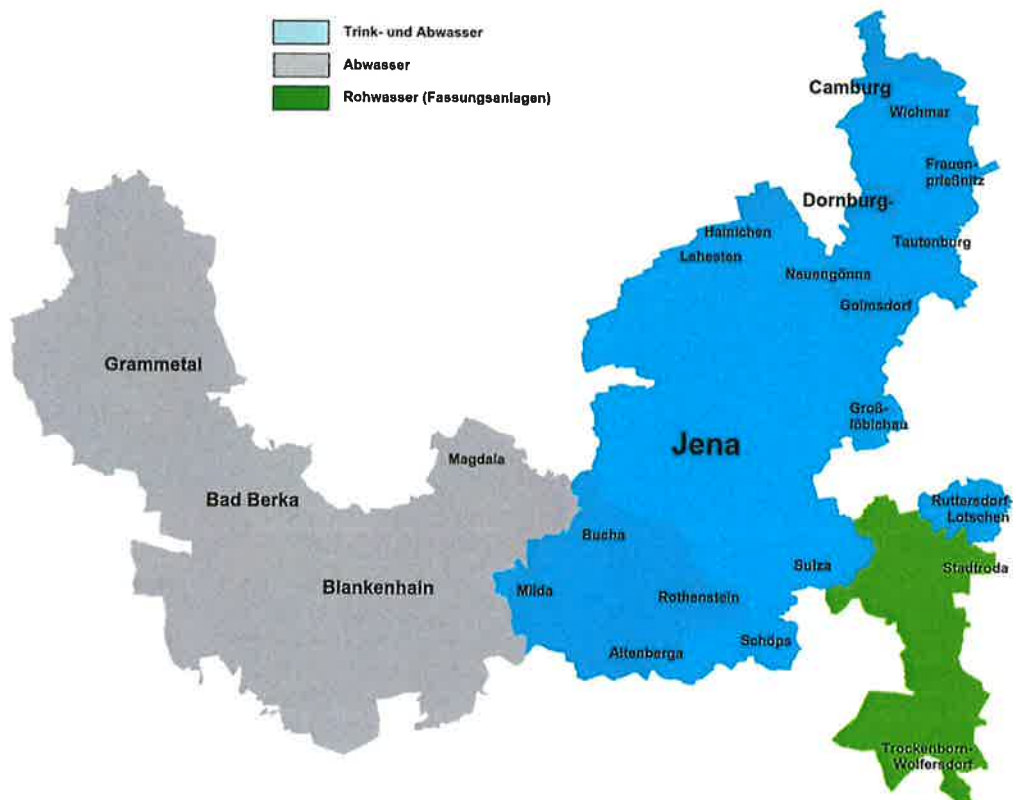 Trink- und Abwasser
Abwasser
Rohwasser (Fassungsanlagen)
Camburg
Wichmar
Frauen-
prießnitz
Dornburg-
Tautenburg
Hainichen
Lehesten
Neuengönna
Golmsdorf
Grammetal
Groß-
löbichau
Jena
Magdala
Bad Berka
Ruttersdorf-
Lotschen
Bucha
Sulza
Stadtroda
Blankenhain
Milda
Rothenstein
Schöps
Altenberga
Trockenborn-
Wolfersdorf